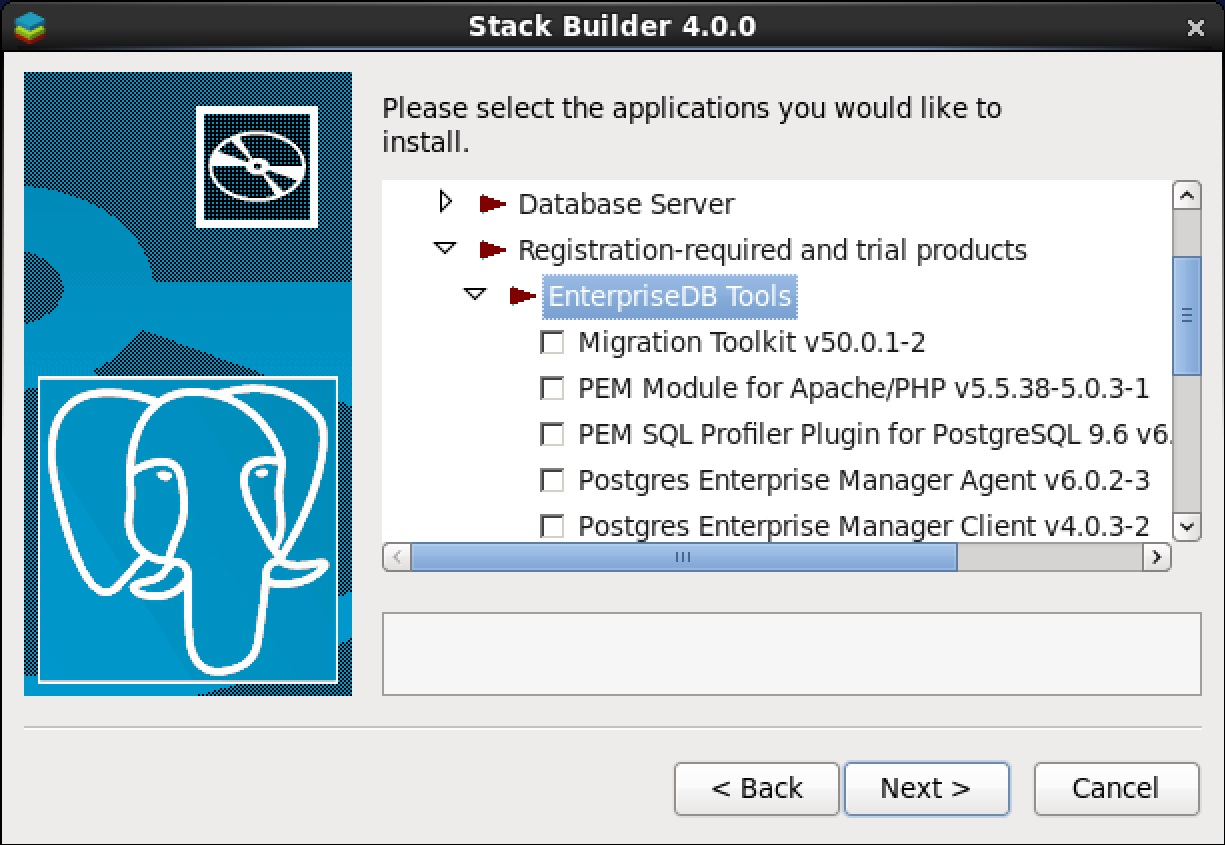 Stack Builder 4.0.0
Please select the applications you would like to
install.
Database Server
Registration-required and trial products
EnterpriseDB Tools
Migration Toolkit v50.0.1-2
PEM Module for Apache/PHP v5.5.38-5.0.3-1
PEM SQL Profiler Plugin for PostgreSQL 9.6 v6.
Postgres Enterprise Manager Agent v6.0.2-3
Postgres Enterprise Manager Client v4.0.3-2
< Back Next > Cancel